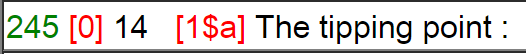 245 [0] 14 [1$a] The tipping point :